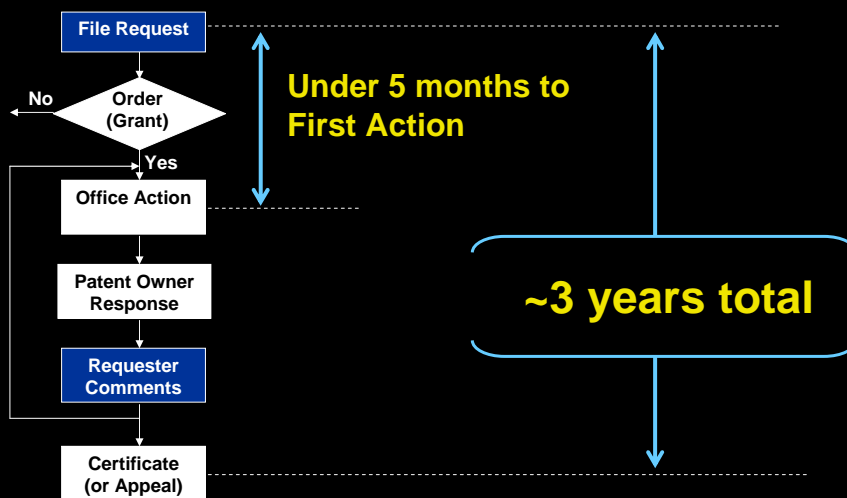 File Request
No
Order
(Grant)
Yes
Under 5 months to
First Action
Office Action
Patent Owner
Response
~3 years total
Requester
Comments
Certificate
(or Appeal)